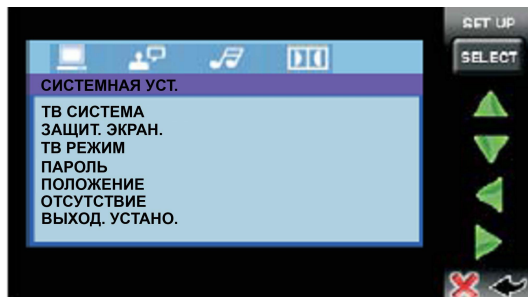 SET UP
SELECT
СИСТЕМНАЯ УСТ.
ТВ СИСТЕМА
ЗАЩИТ. ЭКРАН.
ТВ РЕЖИМ
ПАРОЛЬ
ПОЛОЖЕНИЕ
ОТСУТСТВИЕ
ВЫХОД. УСТАНО.